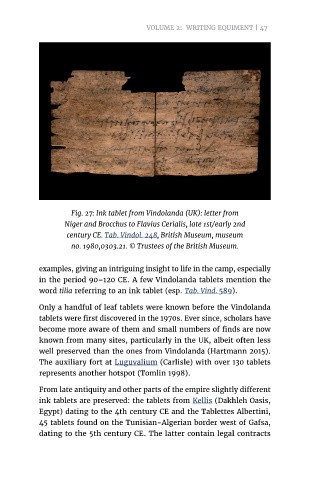 VOLUME 2: WRITING EQUIMENT | 47
Fig. 27: Ink tablet from Vindolanda (UK): letter from
Niger and Brocchus to Flavius Cerialis, late 1st/early 2nd
century CE. Tab. Vindol. 248, British Museum, museum
no. 1980,0303.21. © Trustees of the British Museum.
examples, giving an intriguing insight to life in the camp, especially
in the period 90–120 CE. A few Vindolanda tablets mention the
word tilia referring to an ink tablet (esp. Tab. Vind. 589).
Only a handful of leaf tablets were known before the Vindolanda
tablets were first discovered in the 1970s. Ever since, scholars have
become more aware of them and small numbers of finds are now
known from many sites, particularly in the UK, albeit often less
well preserved than the ones from Vindolanda (Hartmann 2015).
The auxiliary fort at Luguvalium (Carlisle) with over 130 tablets
represents another hotspot (Tomlin 1998).
From late antiquity and other parts of the empire slightly different
ink tablets are preserved: the tablets from Kellis (Dakhleh Oasis,
Egypt) dating to the 4th century CE and the Tablettes Albertini,
45 tablets found on the Tunisian-Algerian border west of Gafsa,
dating to the 5th century CE. The latter contain legal contracts